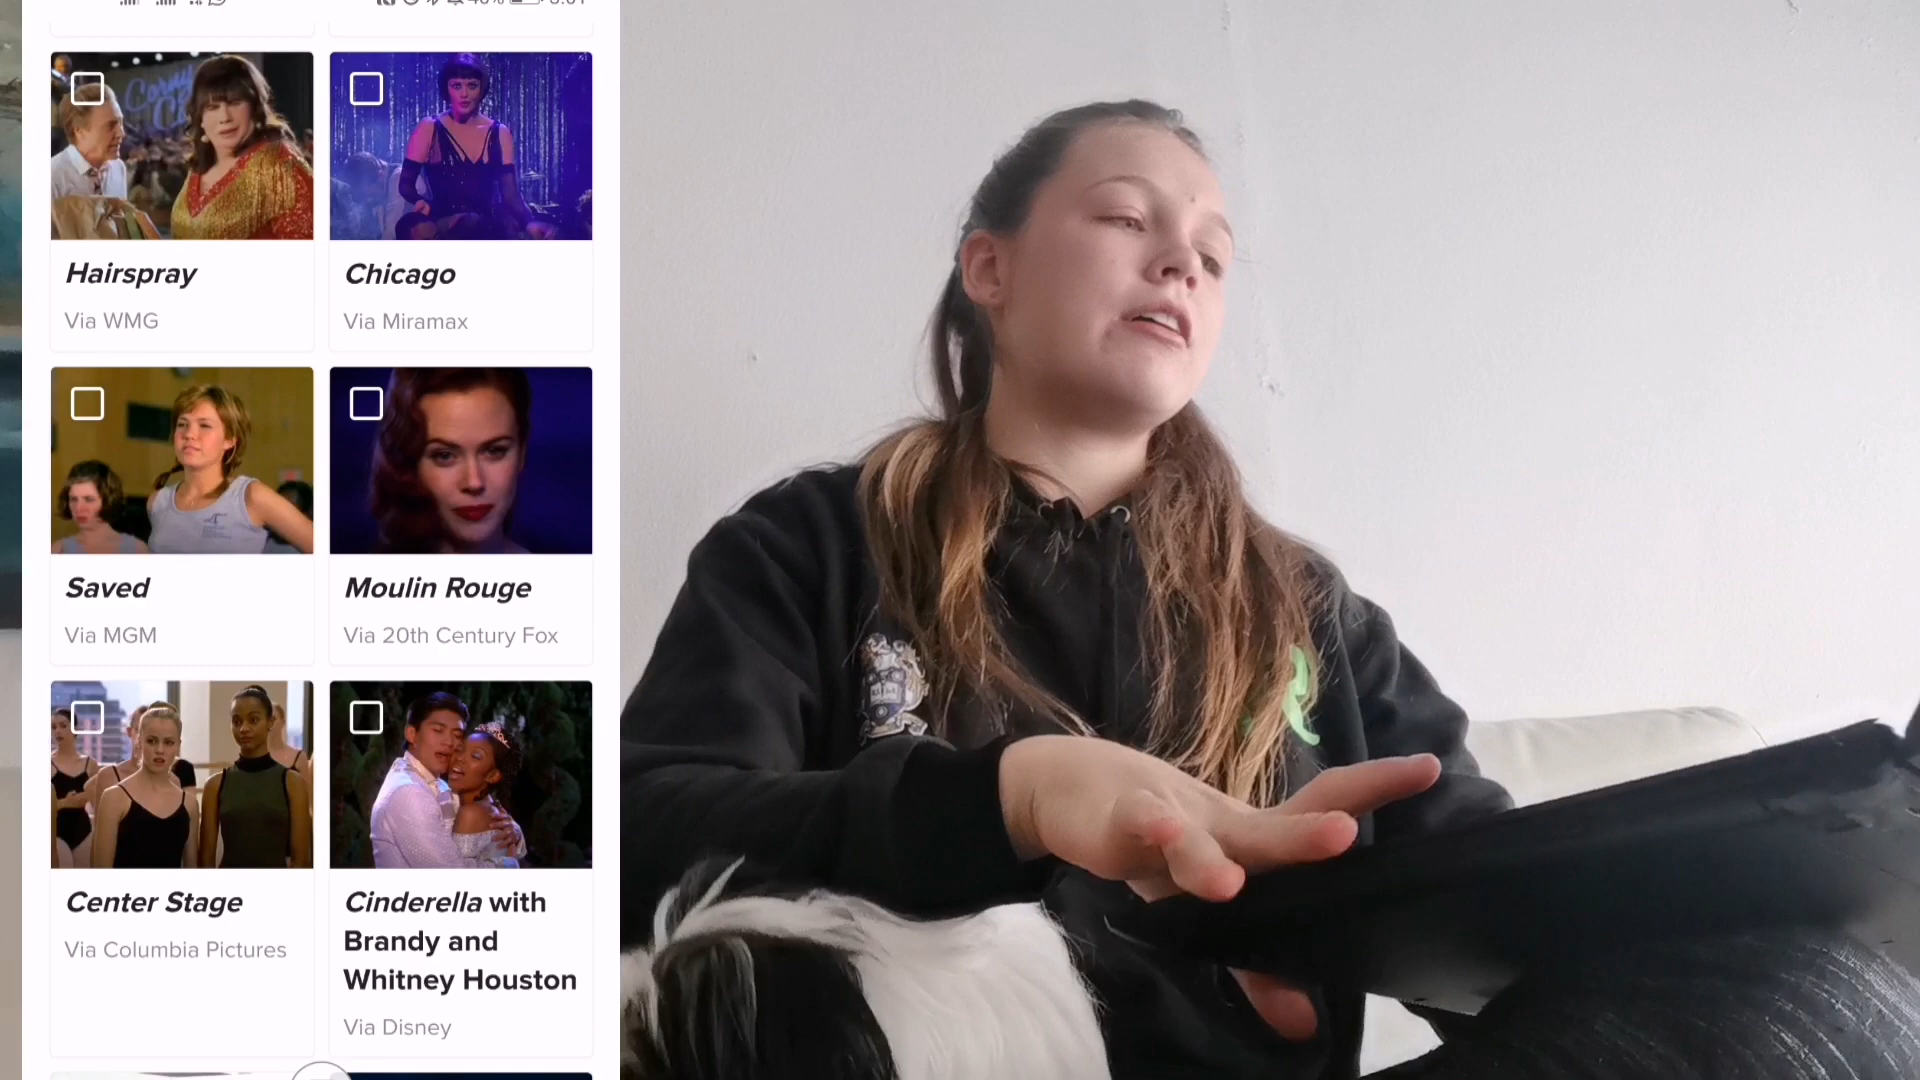 Hairspray
Via WMG
Chicago
Via Miramax
Saved
Via MGM
Moulin Rouge
Via 20th Century Fox
Center Stage
Via Columbia Pictures
Cinderella with
Brandy and
Whitney Houston
Via Disney